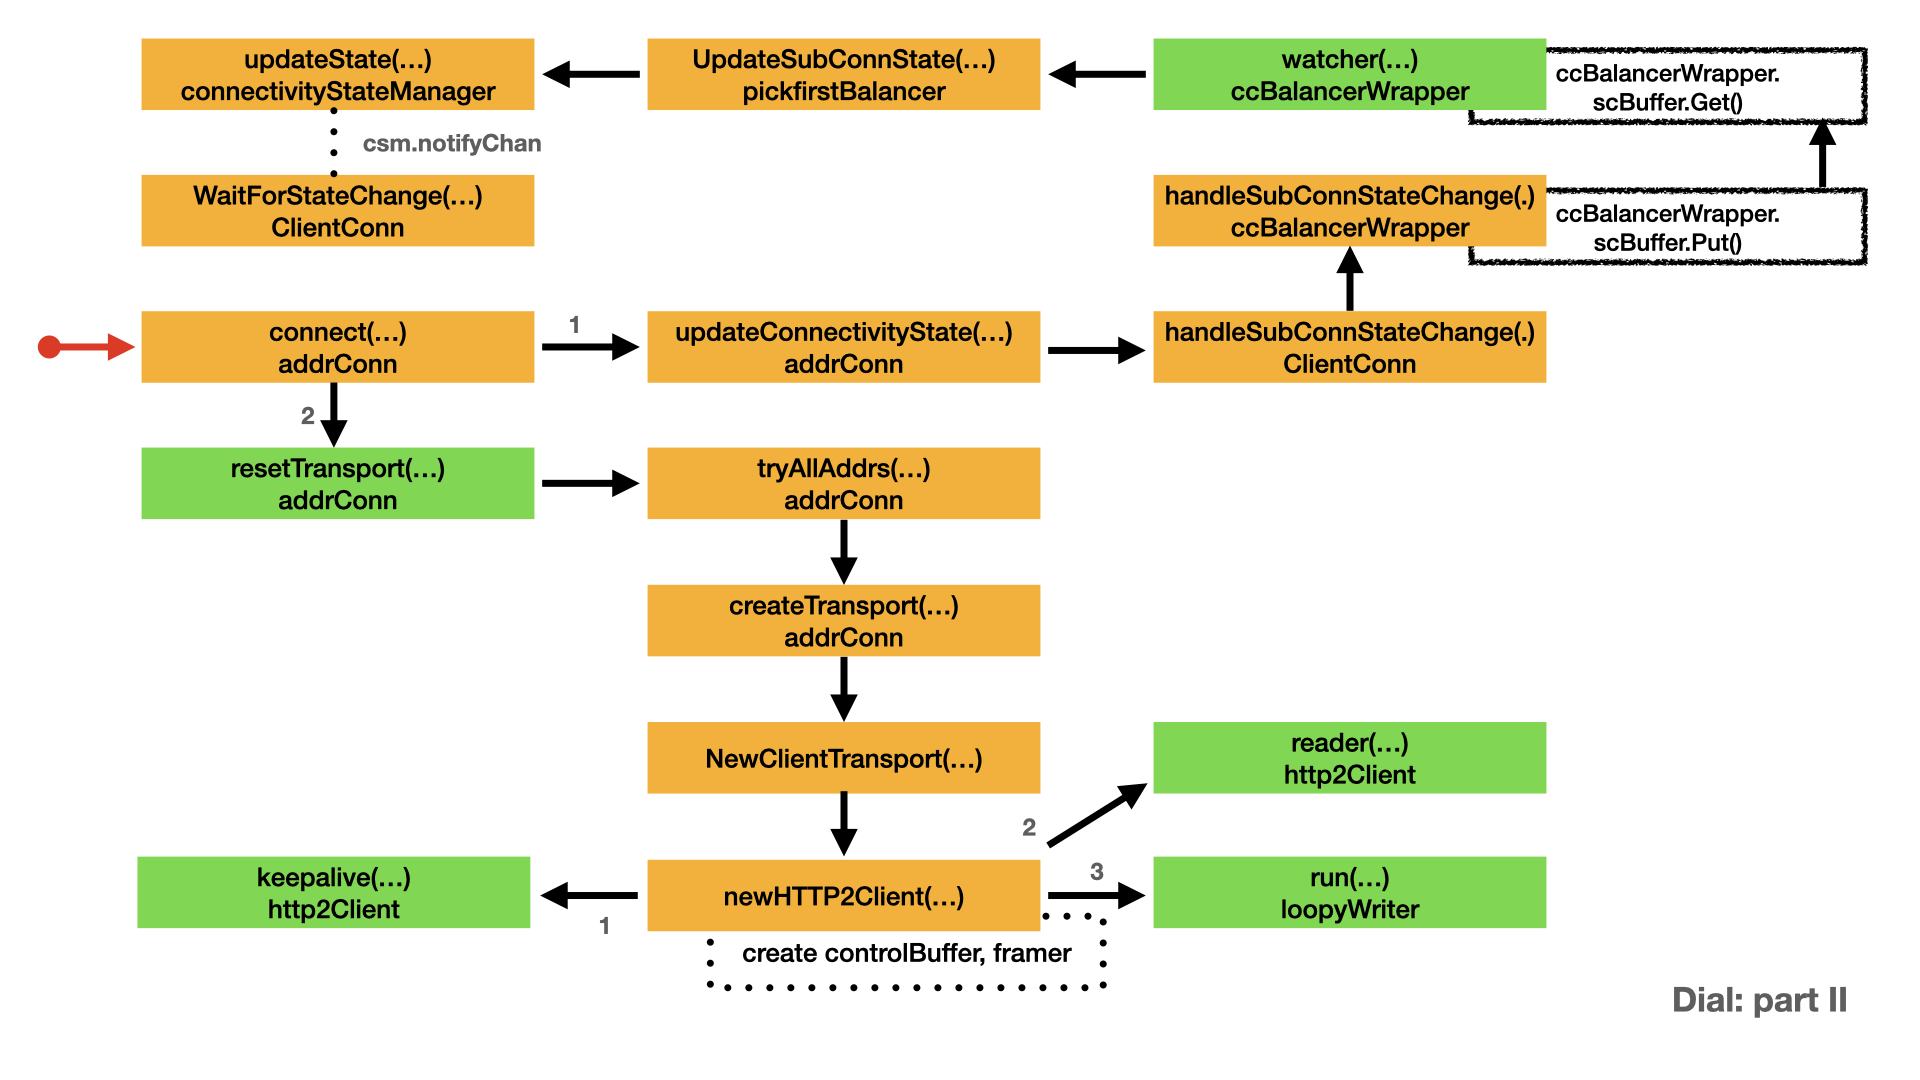 updateState(…)
connectivityStateManager
UpdateSubConnState(…)
pickfirstBalancer
watcher(…)
ccBalancerWrapper
ccBalancerWrapper.
scBuffer.Get()
csm.notifyChan
WaitForStateChange(…)
ClientConn
handleSubConnStateChange(.)
ccBalancerWrapper
ccBalancerWrapper.
scBuffer.Put()
connect(…)
addrConn
1
updateConnectivityState(…)
addrConn
handleSubConnStateChange(.)
ClientConn
2
resetTransport(…)
addrConn
tryAllAddrs(…)
addrConn
createTransport(…)
addrConn
NewClientTransport(…)
reader(…)
http2Client
2
keepalive(…)
http2Client
1
newHTTP2Client(…)
3
run(…)
loopyWriter
create controlBuffer, framer
Dial: part II